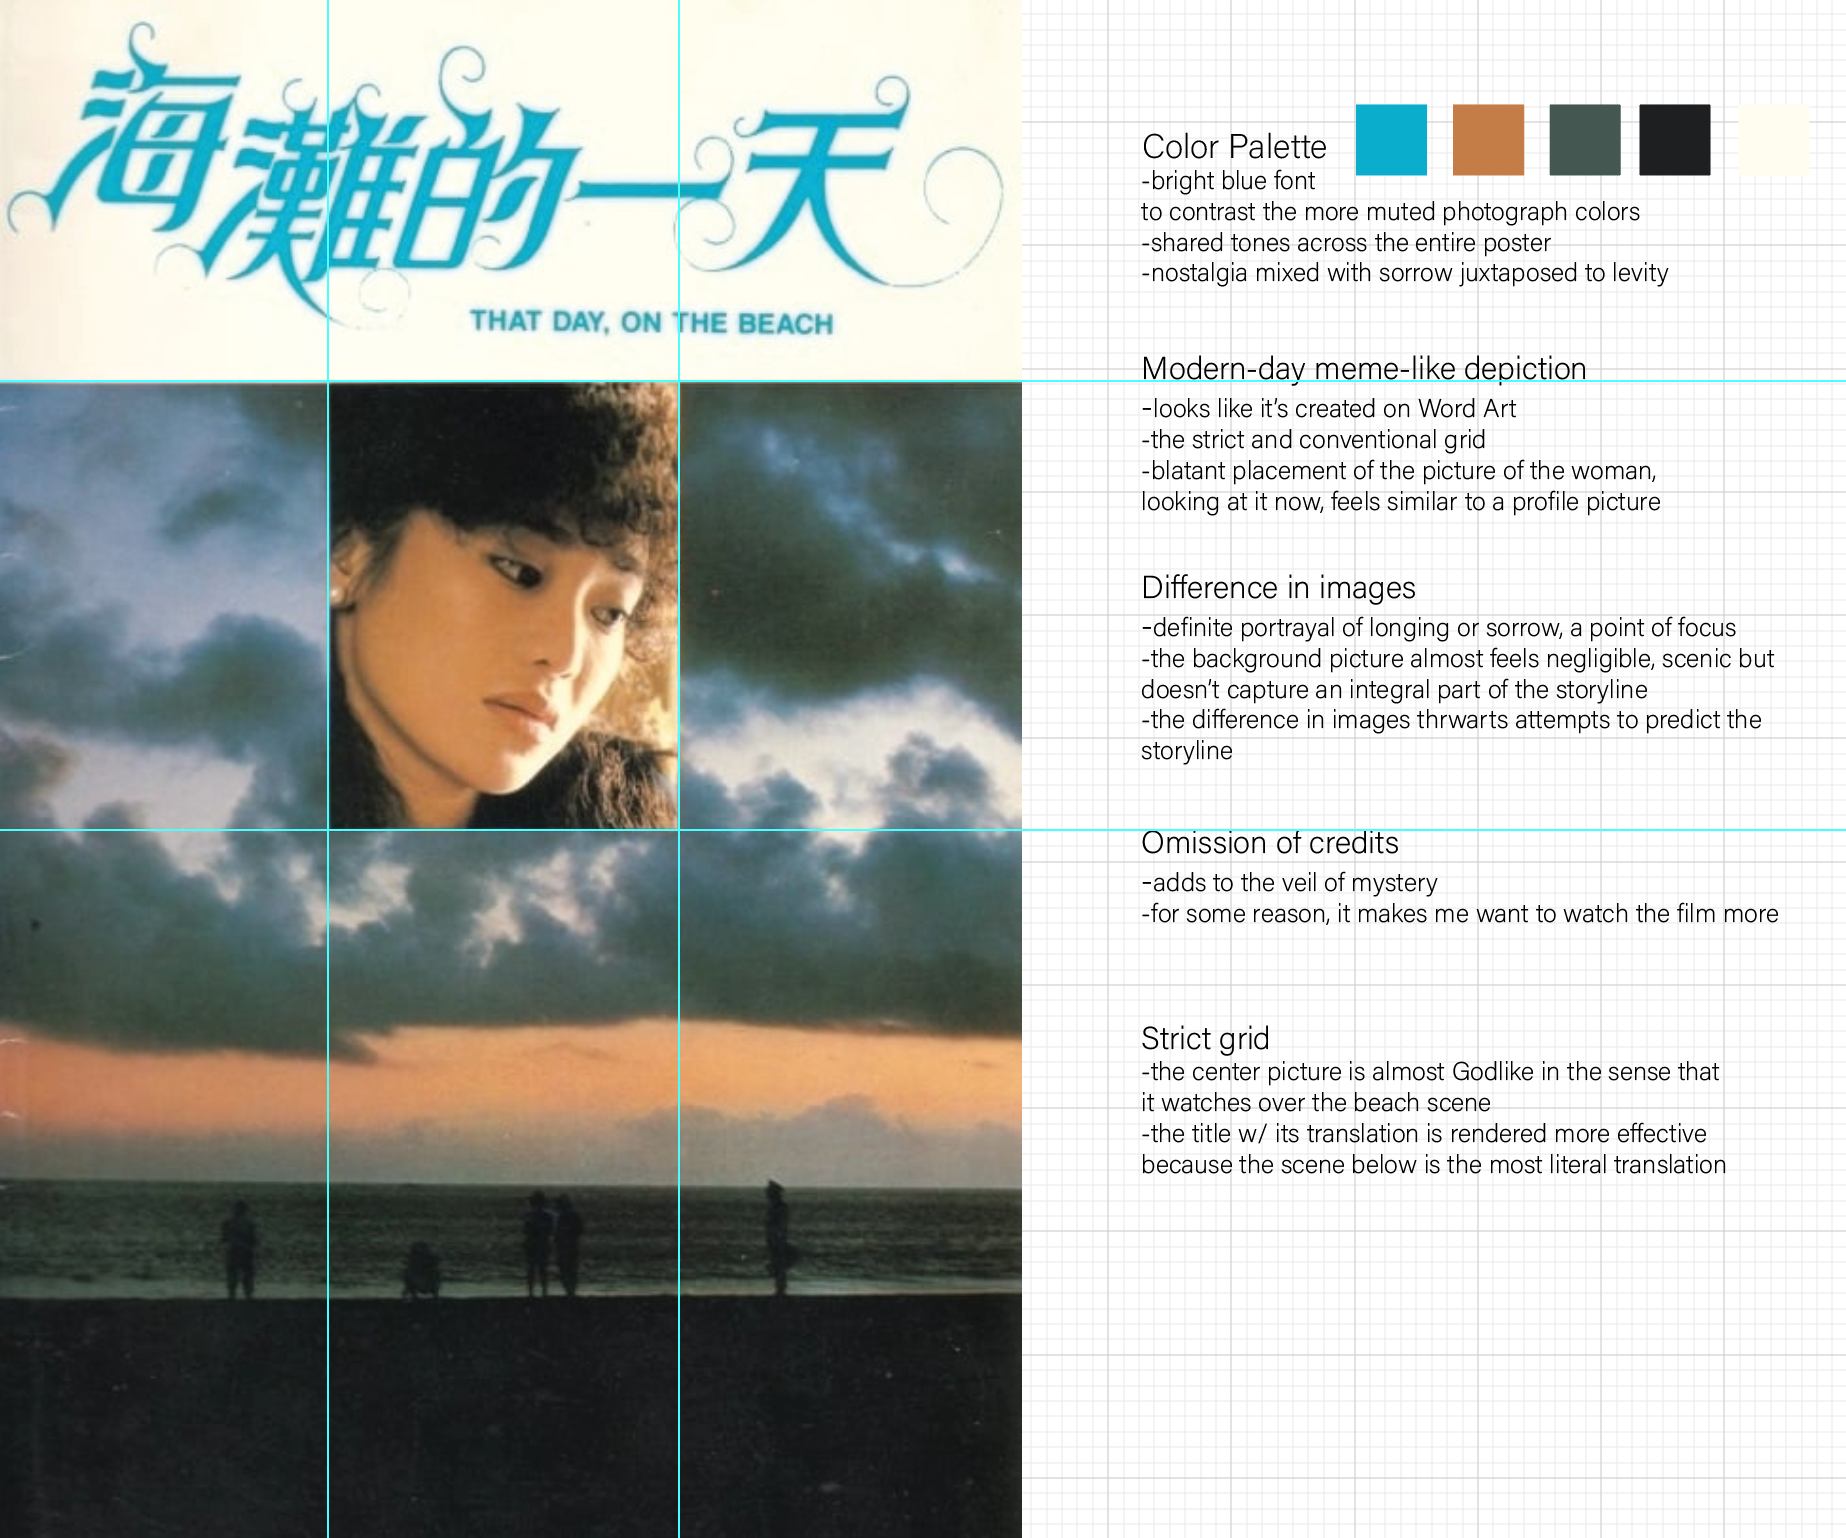 海灘的一天
THAT DAY, ON THE BEACH
Color Palette
-bright blue font
to contrast the more muted photograph colors
-shared tones across the entire poster
-nostalgia mixed with sorrow juxtaposed to levity
Modern-day meme-like depiction
-looks like it's created on Word Art
-the strict and conventional grid
-blatant placement of the picture of the woman,
looking at it now, feels similar to a profile picture
Difference in images
-definite portrayal of longing or sorrow, a point of focus
-the background picture almost feels negligible, scenic but
doesn't capture an integral part of the storyline
-the difference in images thrwarts attempts to predict the
storyline
Omission of credits
-adds to the veil of mystery
-for some reason, it makes me want to watch the film more
Strict grid
-the center picture is almost Godlike in the sense that
it watches over the beach scene
-the title w/ its translation is rendered more effective
because the scene below is the most literal translation